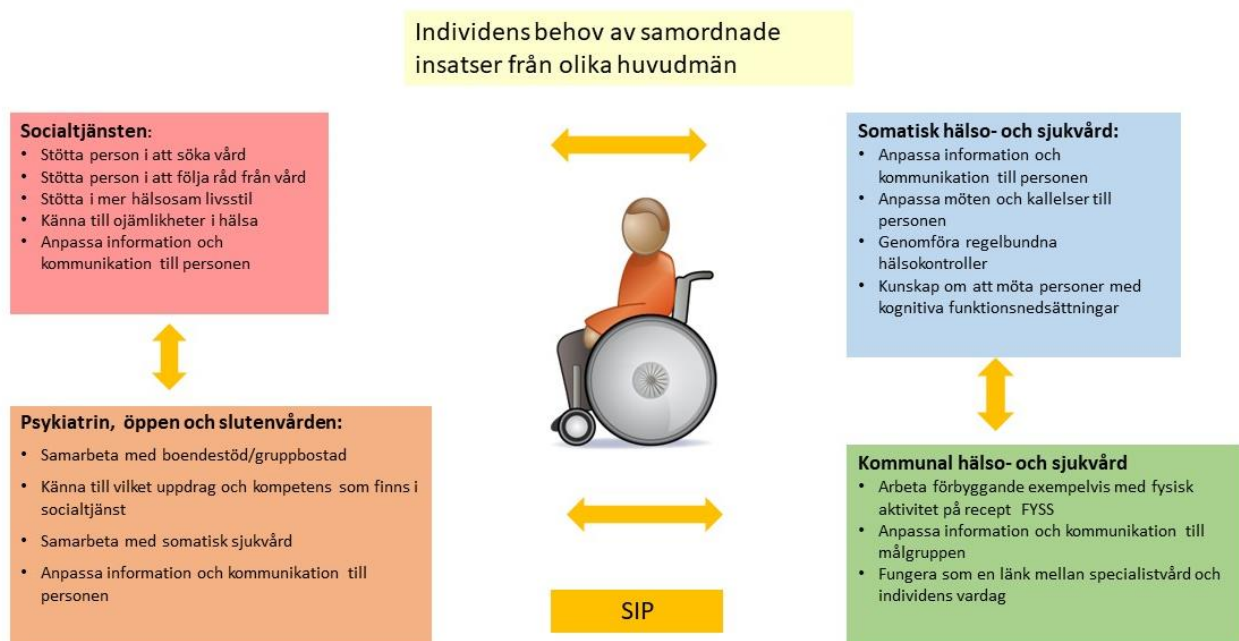 Individens behov av samordnade
insatser från olika huvudmän
Socialtjänsten:
• Stötta person i att söka vård
• Stötta person i att följa råd från vård
• Stötta i mer hälsosam livsstil
• Känna till ojämlikheter i hälsa
• Anpassa information och
kommunikation till personen
Somatisk hälso- och sjukvård:
• Anpassa information och
kommunikation till personen
• Anpassa möten och kallelser till
personen
• Genomföra regelbundna
hälsokontroller
• Kunskap om att möta personer med
kognitiva funktionsnedsättningar
Psykiatrin, öppen och slutenvården:
• Samarbeta med boendestöd/gruppbostad
• Känna till vilket uppdrag och kompetens som finns i
socialtjänst
• Samarbeta med somatisk sjukvård
• Anpassa information och kommunikation till
personen
Kommunal hälso- och sjukvård
• Arbeta förbyggande exempelvis med fysisk
aktivitet på recept FYSS
• Anpassa information och kommunikation till
målgruppen
• Fungera som en länk mellan specialistvård och
individens vardag
SIP